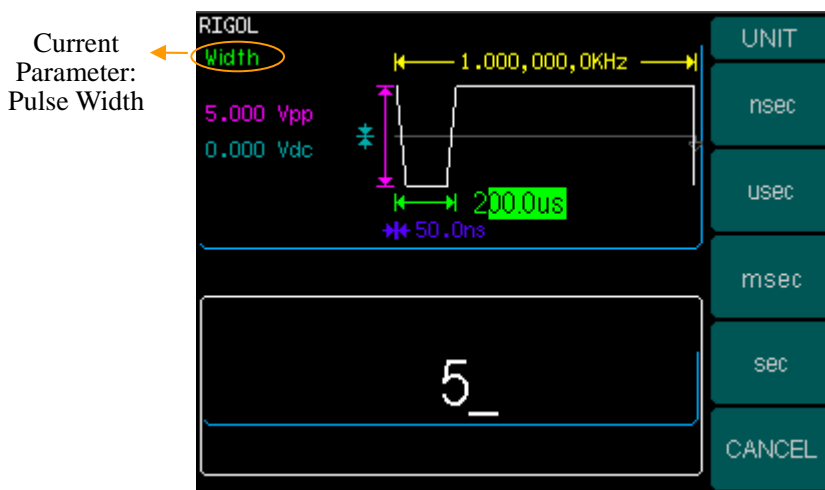 Current
Parameter:
Pulse Width
RIGOL
Width
1.000,000,0KHz
5.000 Vpp
0.000 Vdc
200.0us
50.0ns
5_
UNIT
nsec
usec
msec
sec
CANCEL